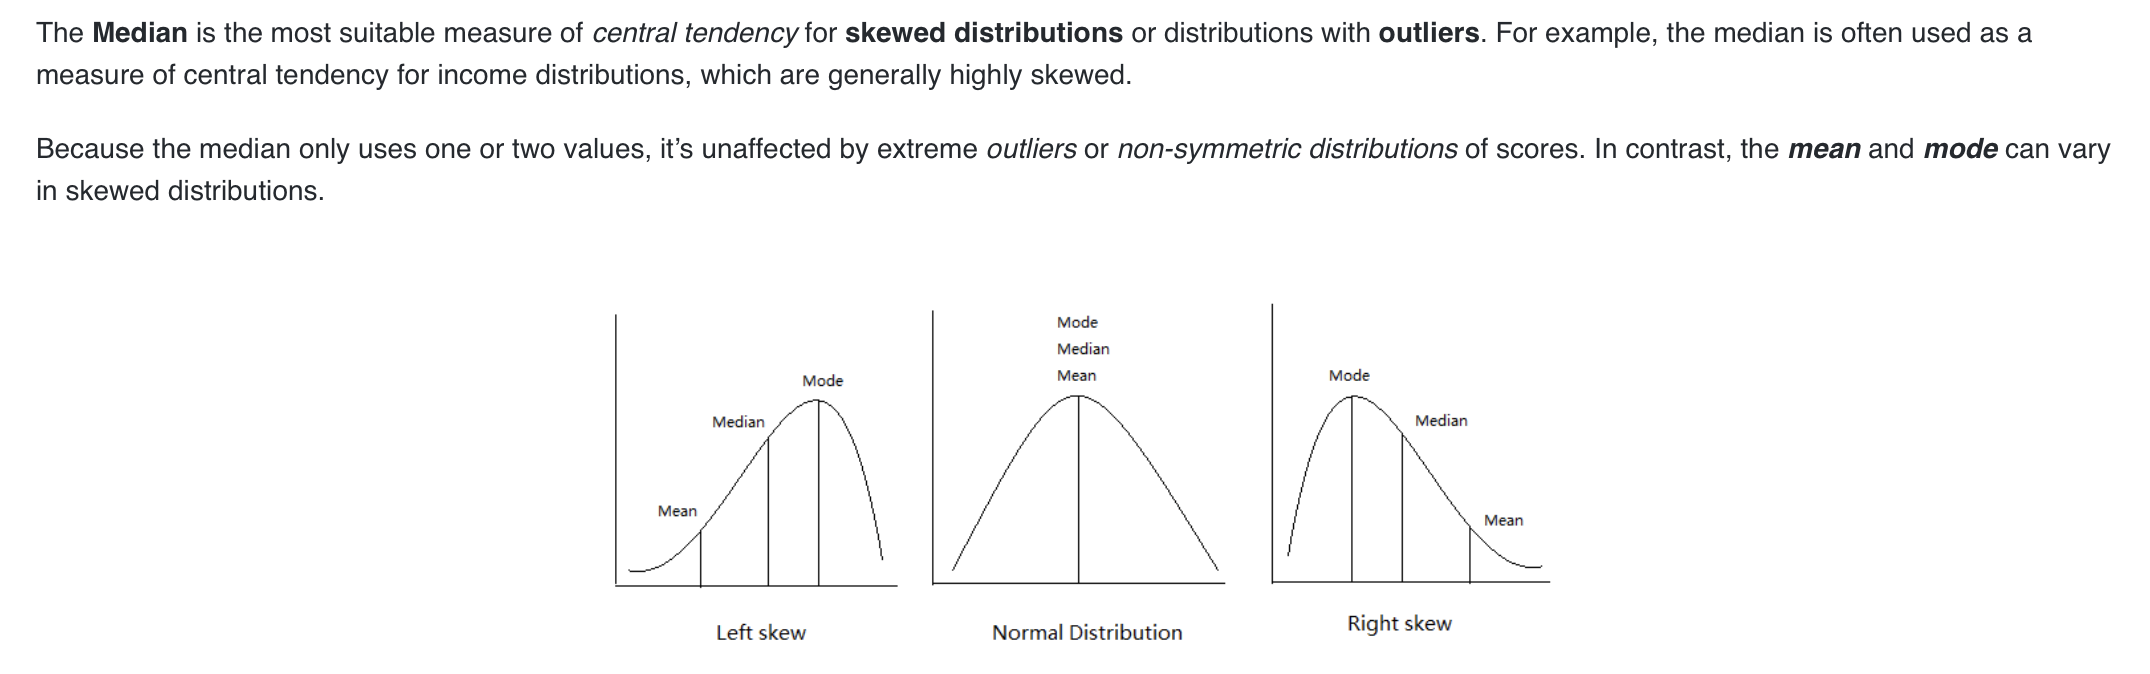 The Median is the most suitable measure of central tendency for skewed distributions or distributions with outliers. For example, the median is often used as a
measure of central tendency for income distributions, which are generally highly skewed.
Because the median only uses one or two values, it’s unaffected by extreme outliers or non-symmetric distributions of scores. In contrast, the mean and mode can vary
in skewed distributions.
Mode
Median
Mean
Left skew
Mode
Median
Mean
Normal Distribution
Mode
Median
Mean
Right skew